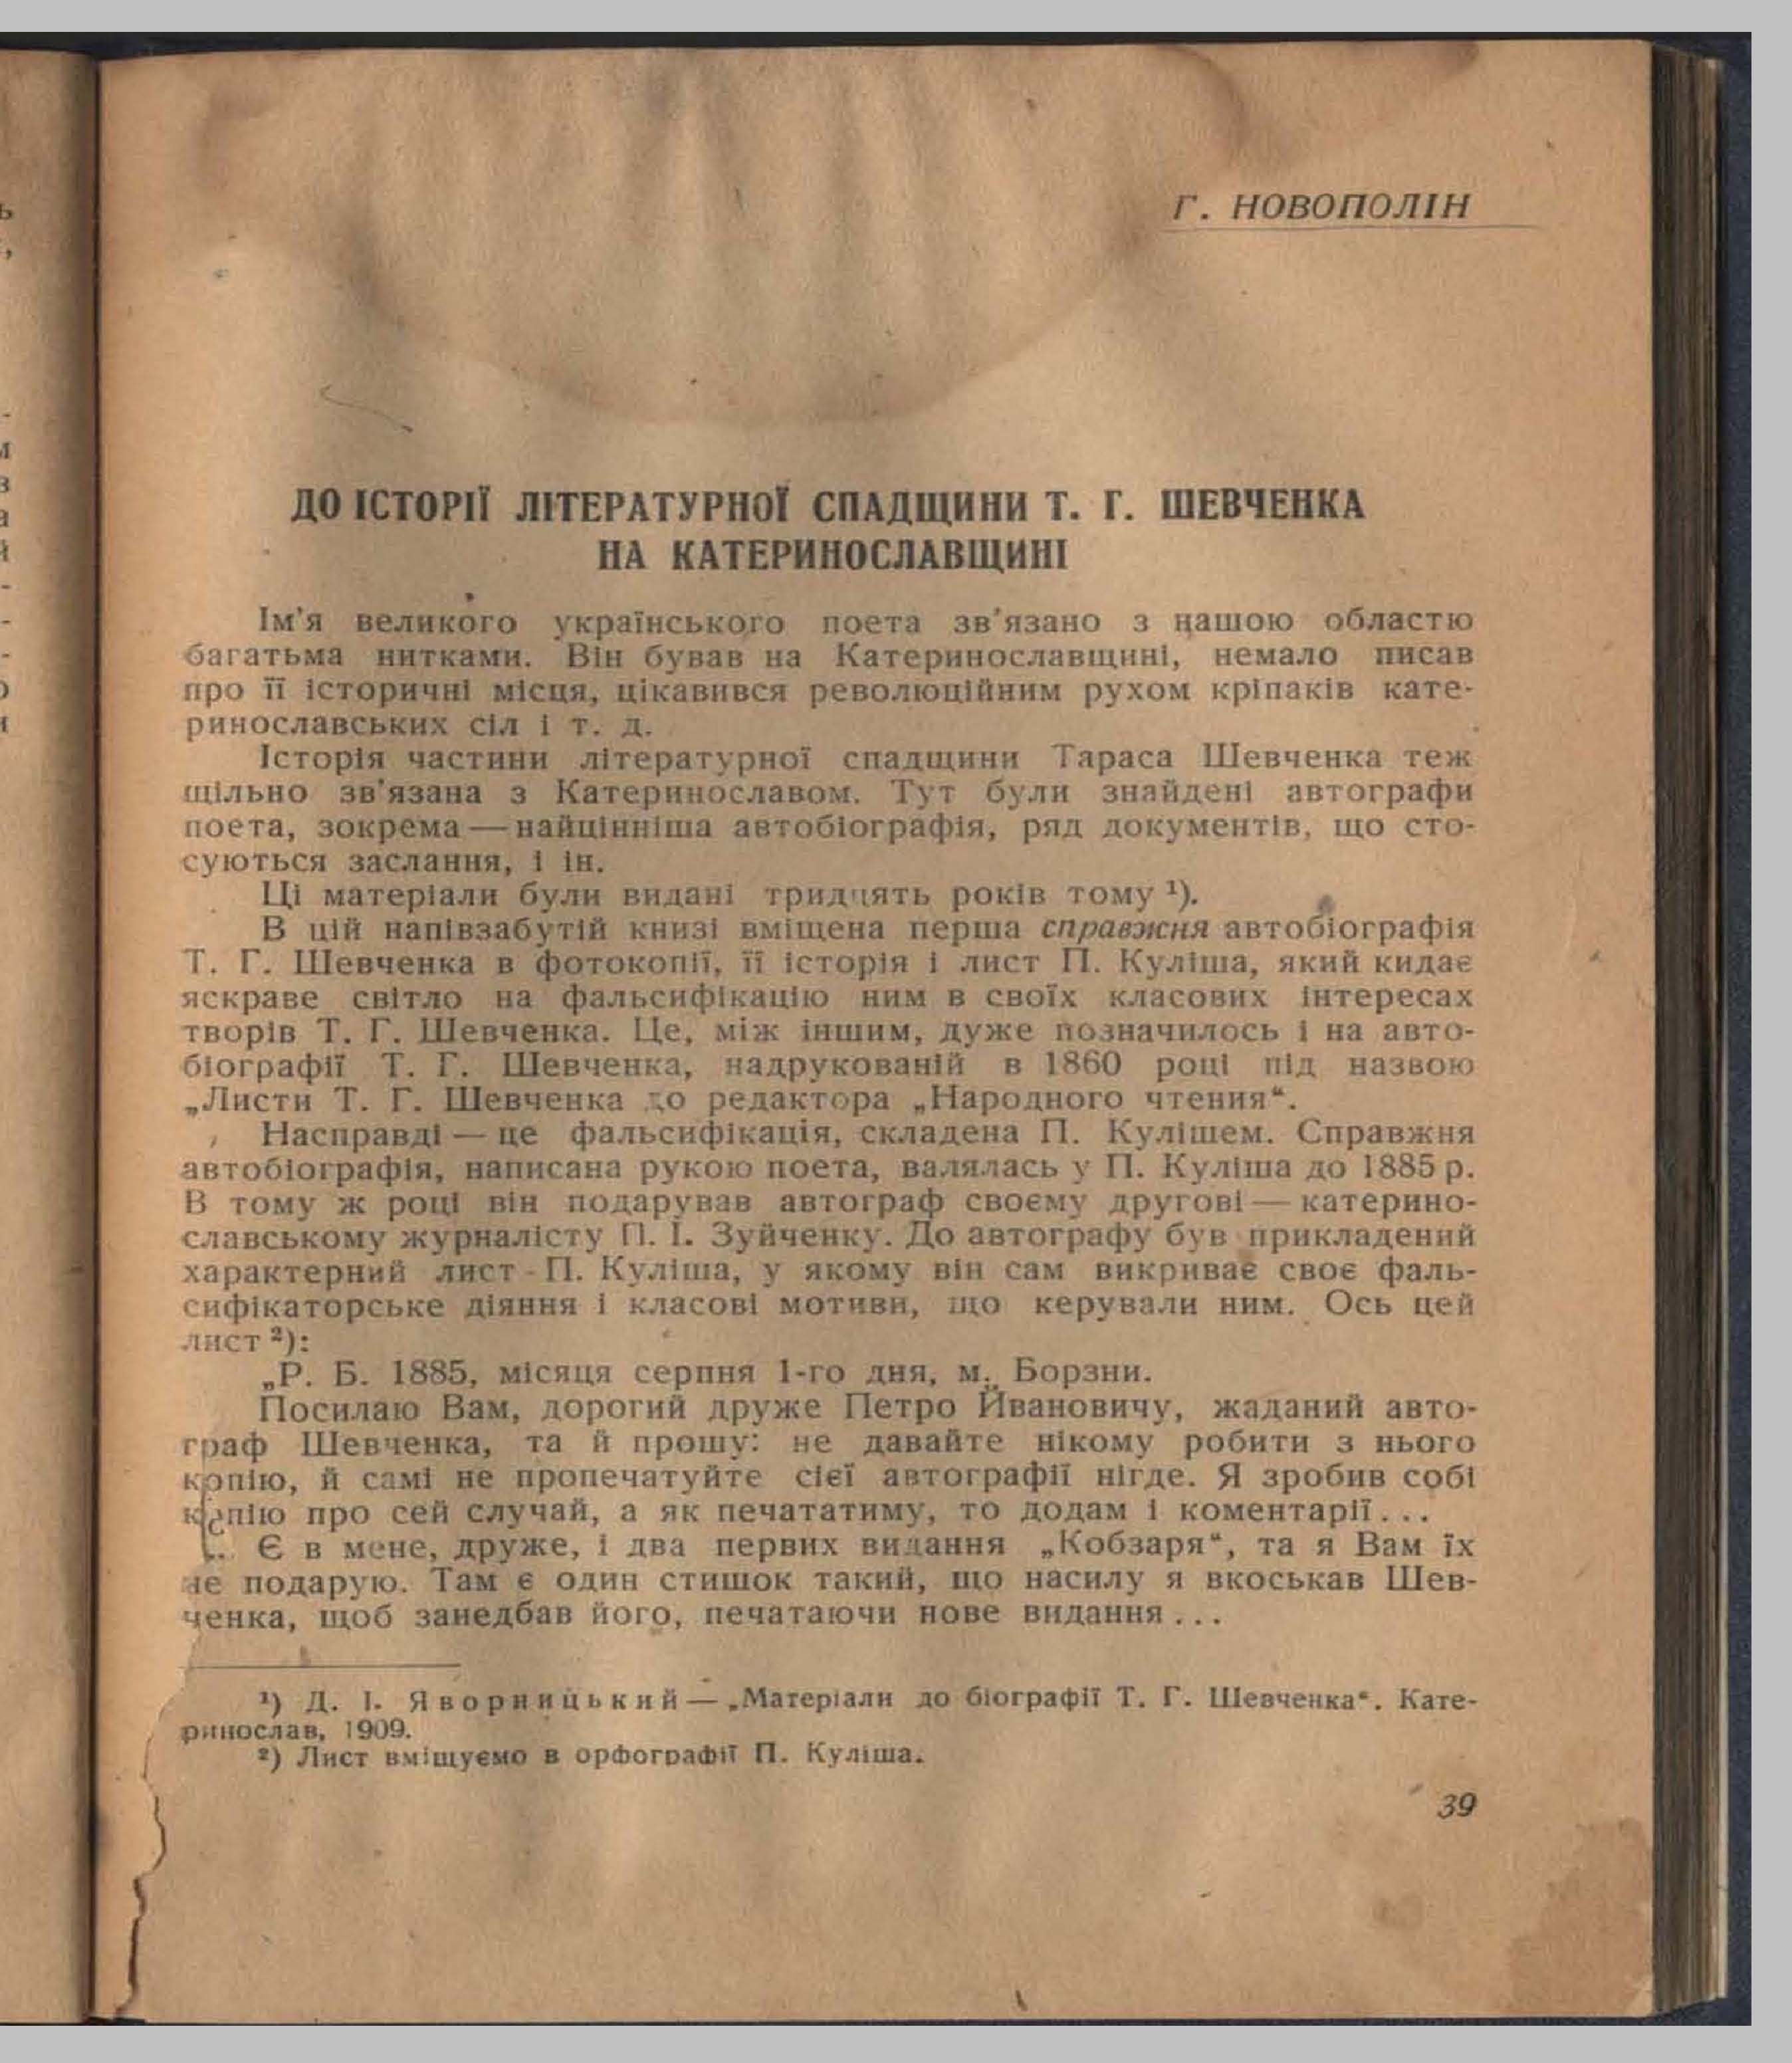 Г. НОВОПОЛІН
ДО ІСТОРІЇ ЛІТЕРАТУРНОЇ СПАДЩИНИ Т. Г. ШЕВЧЕНКА
НА КАТЕРИНОСЛАВЩИНІ
Ім'я великого українського поета зв'язано з нашою областю
багатьма нитками. Він бував на Катеринославщині, немало писав
про її історичні місця, цікавився революційним рухом кріпаків кате-
ринославських сіл і т. д.
Історія частини літературної спадщини Тараса Шевченка теж
щільно зв'язана з Катеринославом. Тут були знайдені автографи
поета, зокрема — найцінніша автобіографія, ряд документів, що сто-
суються заслання, і ін.
Ці матеріали були видані тридцять років тому ¹).
В цій напівзабутій книзі вміщена перша справжня автобіографія
Т. Г. Шевченка в фотокопії, її історія і лист П. Куліша, який кидає
яскраве світло на фальсифікацію ним в своїх класових інтересах
творів Т. Г. Шевченка. Це, між іншим, дуже позначилось і на авто-
біографії Т. Г. Шевченка, надрукованій в 1860 році під назвою
„Листи Т. Г. Шевченка до редактора „Народного чтения“.
Насправді — це фальсифікація, складена П. Кулішем. Справжня
автобіографія, написана рукою поета, валялась у П. Куліша до 1885 р.
В тому ж році він подарував автограф своєму другові — катерино-
славському журналісту П. І. Зуйченку. До автографу був прикладений
характерний лист П. Куліша, у якому він сам викриває своє фаль-
сифікаторське діяння і класові мотиви, що керували ним. Ось цей
лист ²):
„Р. Б. 1885, місяця серпня 1-го дня, м. Борзни.
Посилаю Вам, дорогий друже Петро Йвановичу, жаданий авто-
граф Шевченка, та й прошу: не давайте нікому робити з нього
копію, й самі не пропечатуйте сієї автографії нігде. Я зробив собі
копію про сей случай, а як печататиму, то додам і коментарії...
... Є в мене, друже, і два первих видання „Кобзаря“, та я Вам їх
не подарую. Там є один стишок такий, що насилу я вкоськав Шев-
ченка, щоб занедбав його, печатаючи нове видання...
¹) Д. І. Яворницький — „Матеріали до біографії Т. Г. Шевченка“. Кате-
ринослав, 1909.
²) Лист вміщуємо в орфографії П. Куліша.
39